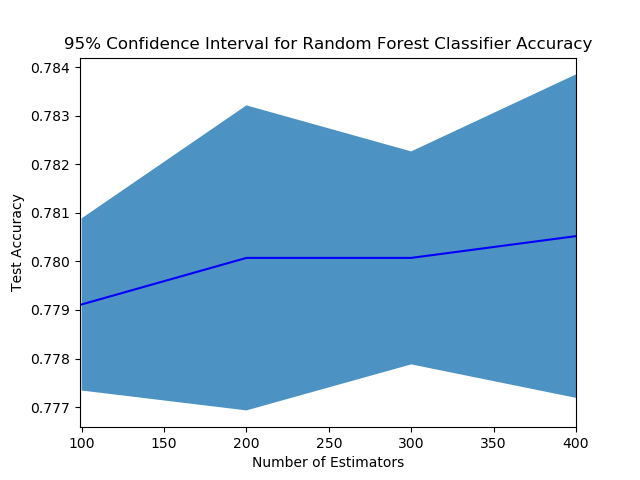 95% Confidence Interval for Random Forest Classifier Accuracy
0.784
0.783
0.782
0.781
0.780
0.779
0.778
0.777
Test Accuracy
100 150 200 250 300 350 400
Number of Estimators